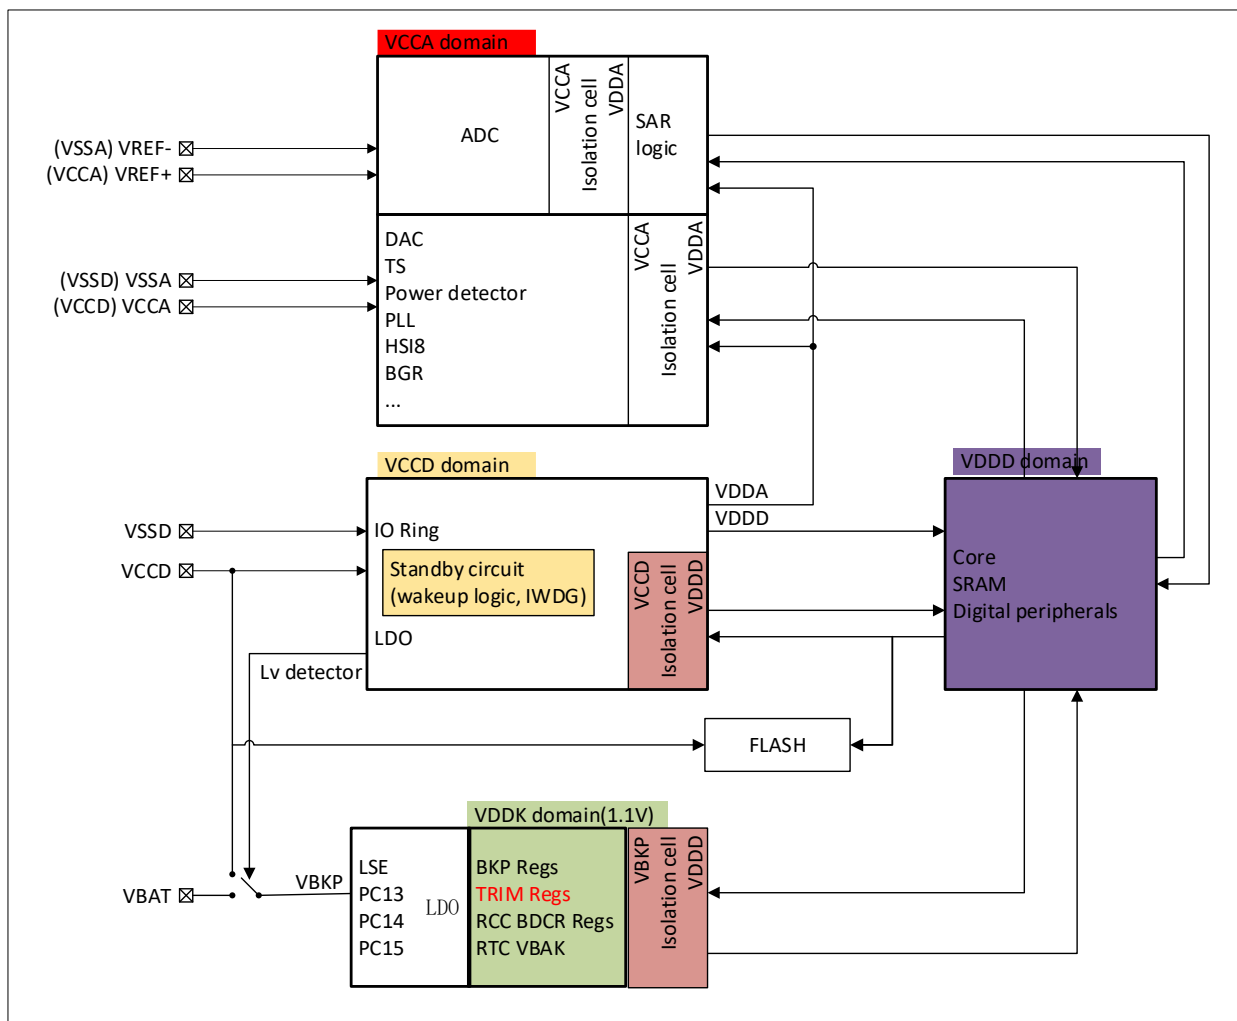 VCCA domain
ADC
VCCA
Isolation cell
VDDA
SAR
logic
(VSSA) VREF-
(VCCA) VREF+
DAC
TS
Power detector
PLL
HSI8
BGR
...
VCCA
Isolation cell
VDDA
(VSSD) VSSA
(VCCD) VCCA
VCCD domain
VDDA
VDDD
VSSD
VCCD
IO Ring
Standby circuit
(wakeup logic, IWDG)
LDO
VCCD
Isolation cell
VDDD
Lv detector
VDDD domain
Core
SRAM
Digital peripherals
FLASH
VDDK domain(1.1V)
VBAT
VBKP
LSE
PC13
PC14
PC15
LDO
BKP Regs
TRIM Regs
RCC BDCR Regs
RTC VBAK
VBKP
Isolation cell
VDDD